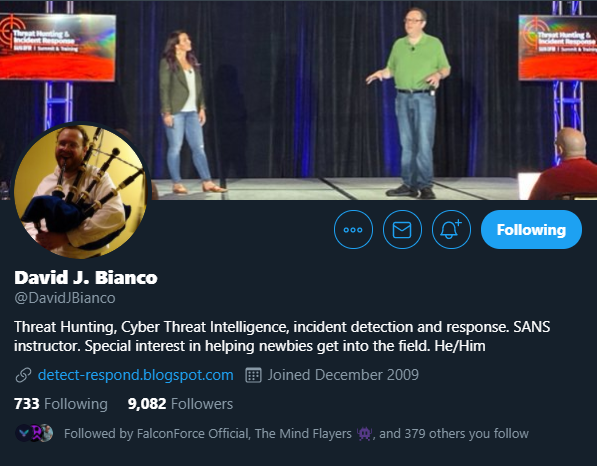 Threat Hunting &
Incident Response
Summit & Training
Threat Hunting &
Incident Response
Summit & Training
Following
David J. Bianco
@DavidJBianco
Threat Hunting, Cyber Threat Intelligence, incident detection and response. SANS
instructor. Special interest in helping newbies get into the field. He/Him
detect-respond.blogspot.com Joined December 2009
733 Following 9,082 Followers
Followed by FalconForce Official, The Mind Flayers 👾, and 379 others you follow